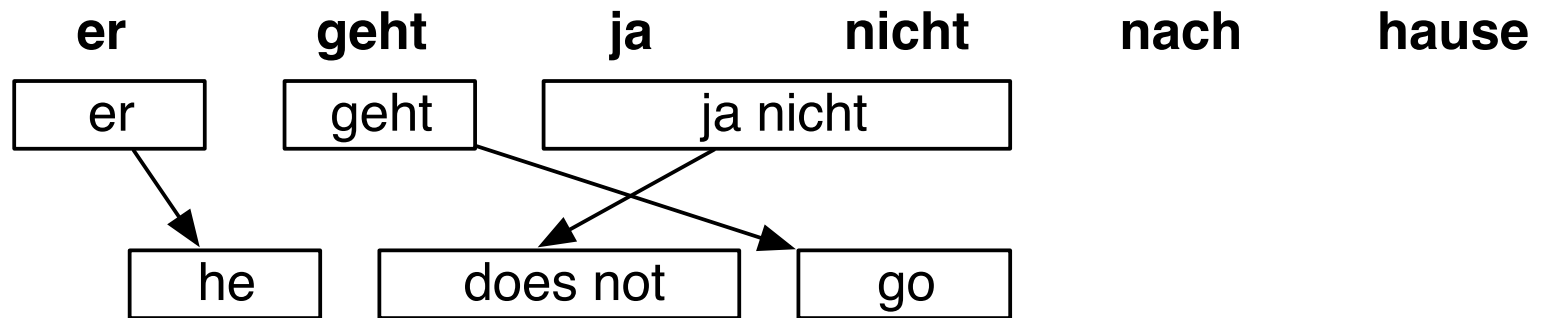 er geht ja nicht nach hause
er geht ja nicht
he does not go